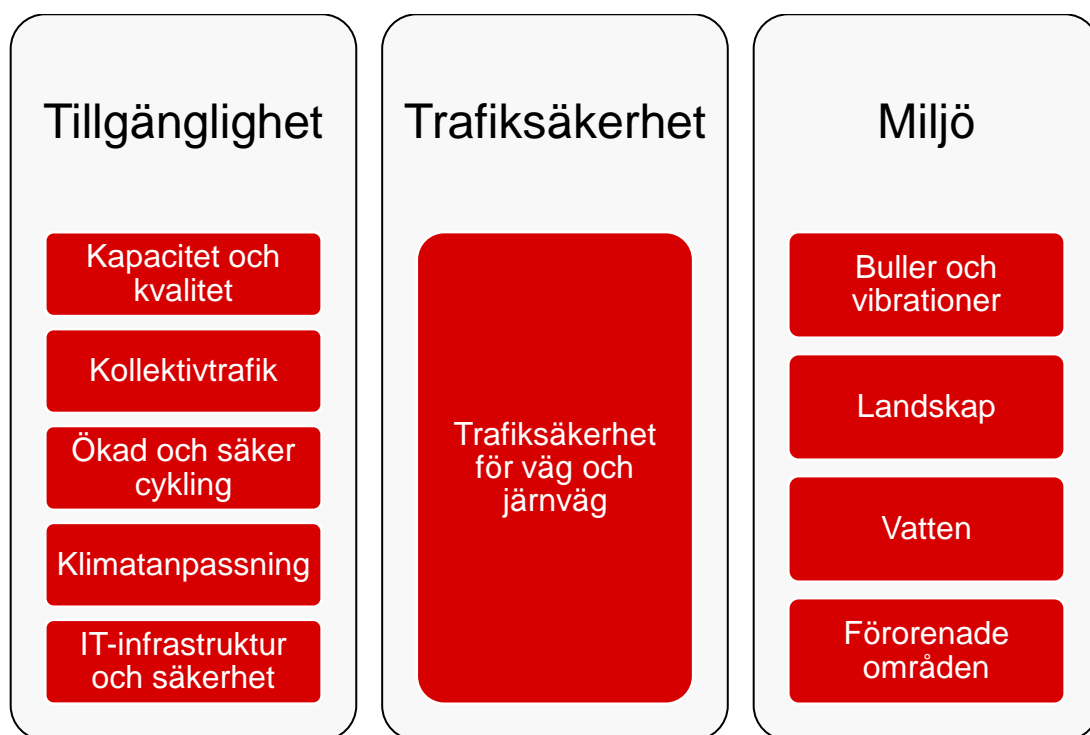 Tillgänglighet
Kapacitet och
kvalitet
Kollektivtrafik
Ökad och säker
cykling
Klimatanpassning
IT-infrastruktur
och säkerhet
Trafiksäkerhet
Trafiksäkerhet
för väg och
järnväg
Miljö
Buller och
vibrationer
Landskap
Vatten
Förorenade
områden